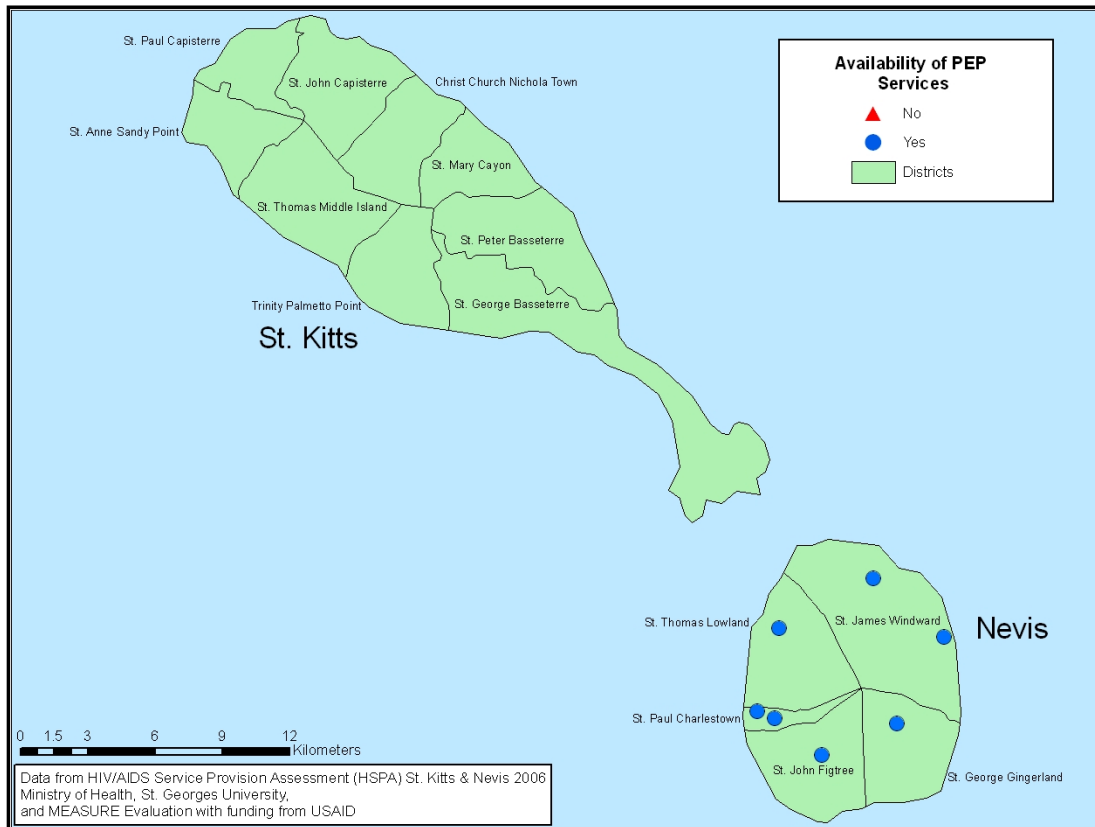 St. Paul Capisterre
St. John Capisterre
Christ Church Nichola Town
St. Anne Sandy Point
St. Mary Cayon
St. Thomas Middle Island
St. Peter Basseterre
Trinity Palmetto Point
St. George Basseterre
St. Kitts
Availability of PEP
Services
No
Yes
Districts
St. Thomas Lowland
St. James Windward
Nevis
St. Paul Charlestown
St. John Figtree
St. George Gingerland
0 1.5 3 6 9 12
Kilometers
Data from HIV/AIDS Service Provision Assessment (HSPA) St. Kitts & Nevis 2006
Ministry of Health, St. Georges University,
and MEASURE Evaluation with funding from USAID